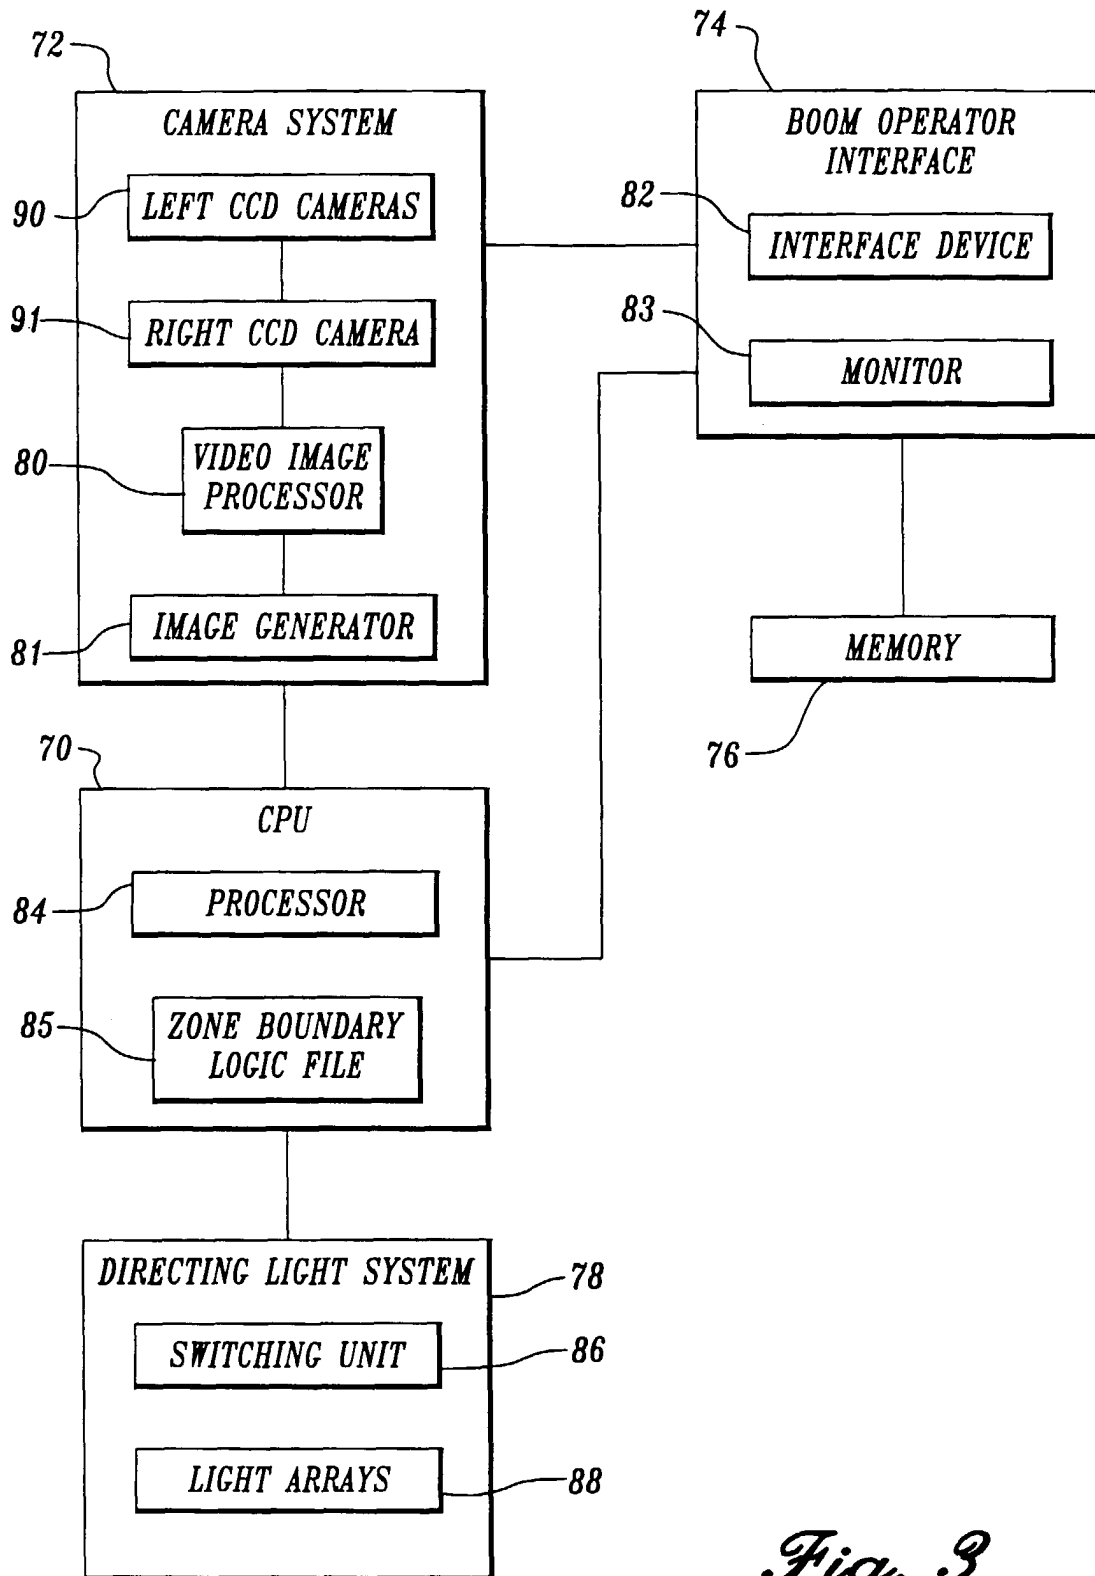 72
CAMERA SYSTEM
90
LEFT CCD CAMERAS
91
RIGHT CCD CAMERA
80
VIDEO IMAGE
PROCESSOR
81
IMAGE GENERATOR
74
BOOM OPERATOR
INTERFACE
82
INTERFACE DEVICE
83
MONITOR
MEMORY
76
70
CPU
84
PROCESSOR
85
ZONE BOUNDARY
LOGIC FILE
DIRECTING LIGHT SYSTEM
78
SWITCHING UNIT
86
LIGHT ARRAYS
88
Fig. 3